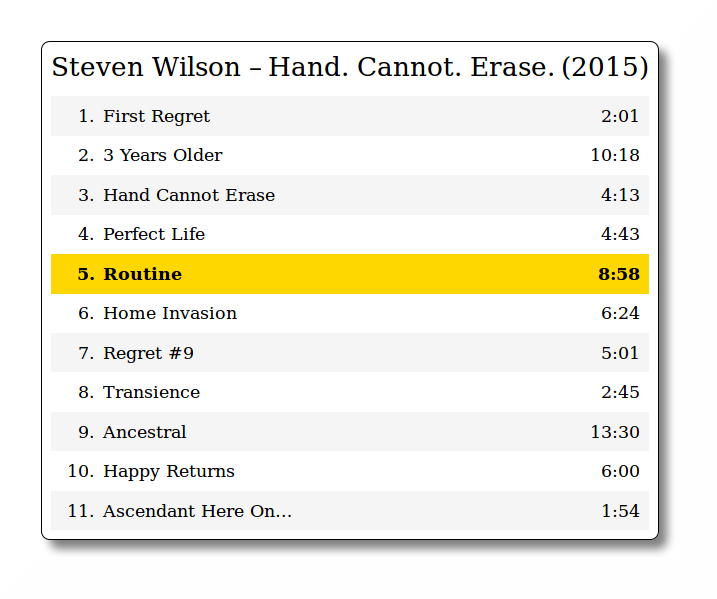 Steven Wilson – Hand. Cannot. Erase. (2015)
1. First Regret 2:01
2. 3 Years Older 10:18
3. Hand Cannot Erase 4:13
4. Perfect Life 4:43
5. Routine 8:58
6. Home Invasion 6:24
7. Regret #9 5:01
8. Transience 2:45
9. Ancestral 13:30
10. Happy Returns 6:00
11. Ascendant Here On... 1:54